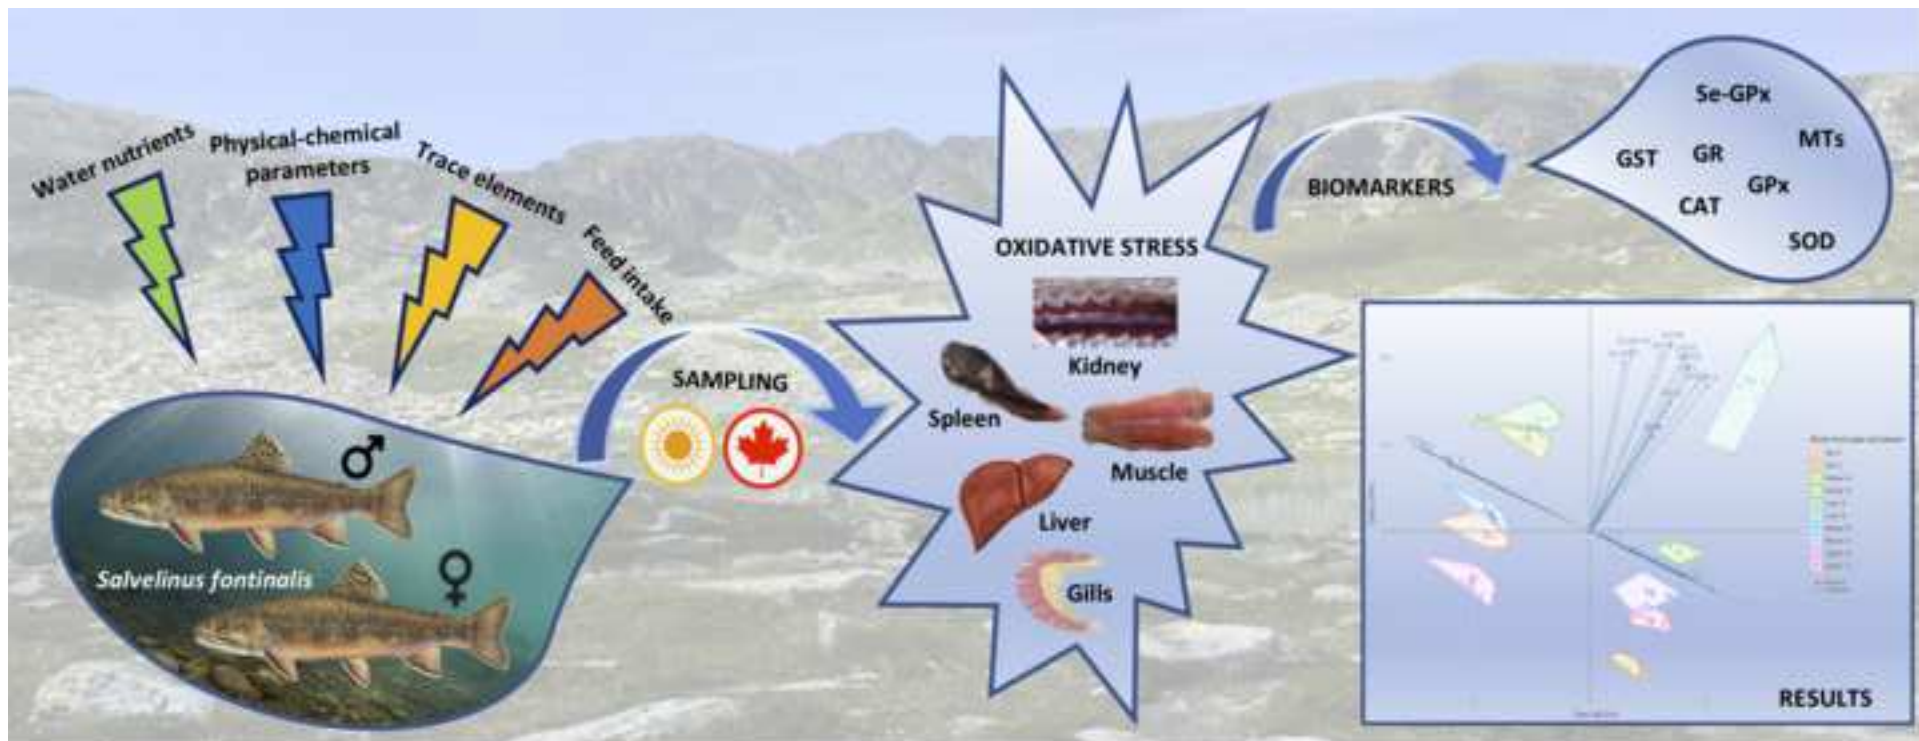 Water nutrients
Physical-chemical
parameters
Trace elements
Feed intake
SAMPLING
Salvelinus fontinalis
OXIDATIVE STRESS
Kidney
Spleen
Muscle
Liver
Gills
BIOMARKERS
Se-GPx
MTs
GST
GR
GPx
CAT
SOD
RESULTS